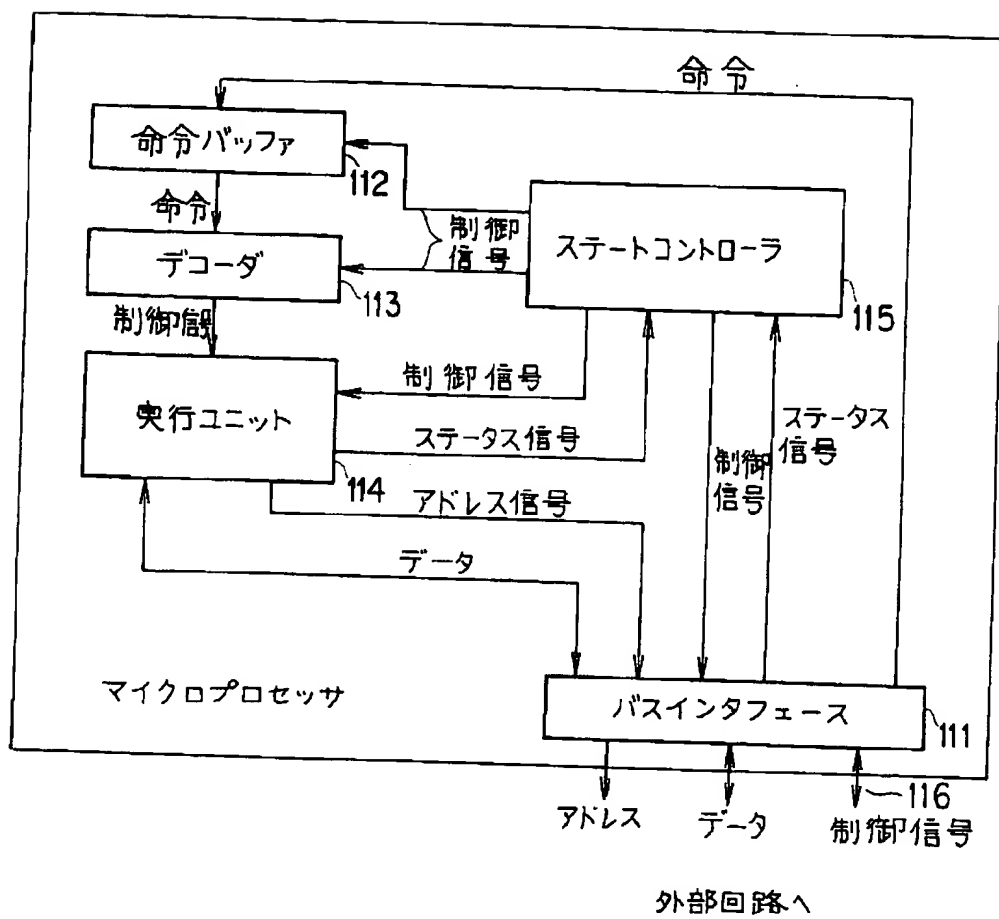 命令
命令バッファ
112
命令
制御
信号
ステートコントローラ
115
デコーダ
113
制御信号
制御信号
実行ユニット
114
ステータス信号
ステータス
信号
制御
信号
アドレス信号
データ
マイクロプロセッサ
バスインタフェース
111
116
アドレス
データ
制御信号
外部回路へ